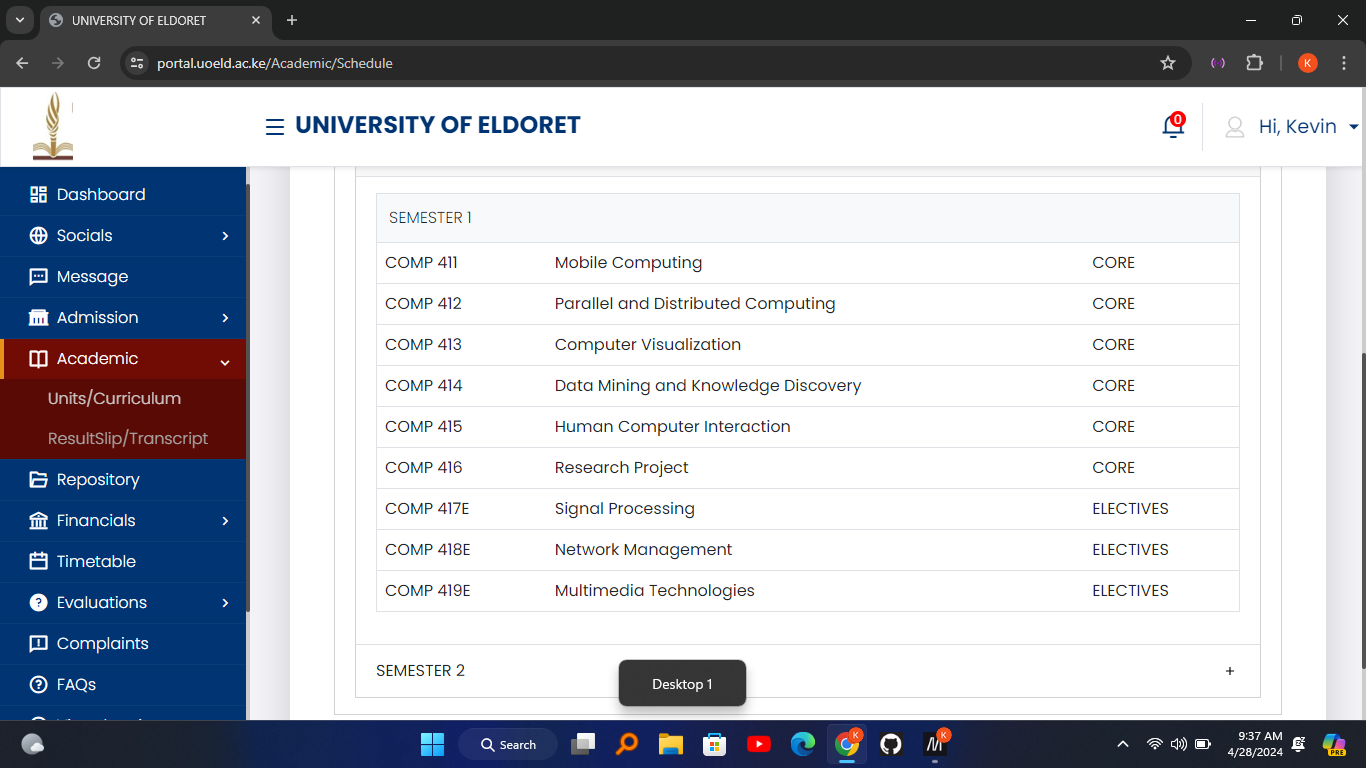 UNIVERSITY OF ELDORET
portal.uoeld.ac.ke/Academic/Schedule
K
UNIVERSITY OF ELDORET
0
Hi, Kevin
Dashboard
Socials
Message
Admission
Academic
Units/Curriculum
ResultSlip/Transcript
Repository
Financials
Timetable
Evaluations
Complaints
FAQs
SEMESTER 1
COMP 411 Mobile Computing CORE
COMP 412 Parallel and Distributed Computing CORE
COMP 413 Computer Visualization CORE
COMP 414 Data Mining and Knowledge Discovery CORE
COMP 415 Human Computer Interaction CORE
COMP 416 Research Project CORE
COMP 417E Signal Processing ELECTIVES
COMP 418E Network Management ELECTIVES
COMP 419E Multimedia Technologies ELECTIVES
SEMESTER 2 +
Desktop 1
Search
K
M K
9:37 AM
4/28/2024
PRE